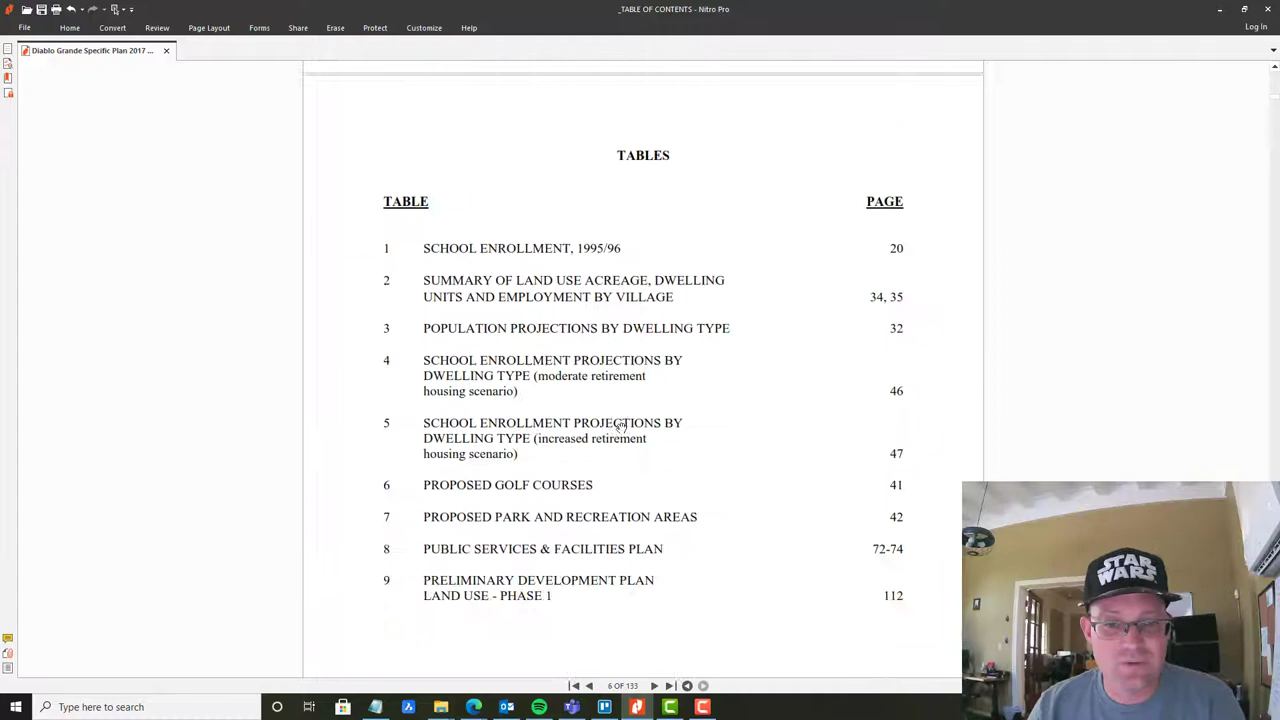 _TABLE OF CONTENTS - Nitro Pro
File Home Convert Review Page Layout Forms Share Erase Protect Customize Help Log In
Diablo Grande Specific Plan 2017 ...
TABLES
TABLE PAGE
1 SCHOOL ENROLLMENT, 1995/96 20
2 SUMMARY OF LAND USE ACREAGE, DWELLING
UNITS AND EMPLOYMENT BY VILLAGE 34, 35
3 POPULATION PROJECTIONS BY DWELLING TYPE 32
4 SCHOOL ENROLLMENT PROJECTIONS BY
DWELLING TYPE (moderate retirement
housing scenario) 46
5 SCHOOL ENROLLMENT PROJECTIONS BY
DWELLING TYPE (increased retirement
housing scenario) 47
6 PROPOSED GOLF COURSES 41
7 PROPOSED PARK AND RECREATION AREAS 42
8 PUBLIC SERVICES & FACILITIES PLAN 72-74
9 PRELIMINARY DEVELOPMENT PLAN
LAND USE - PHASE 1 112
STAR
WARS
6 OF 133
Type here to search